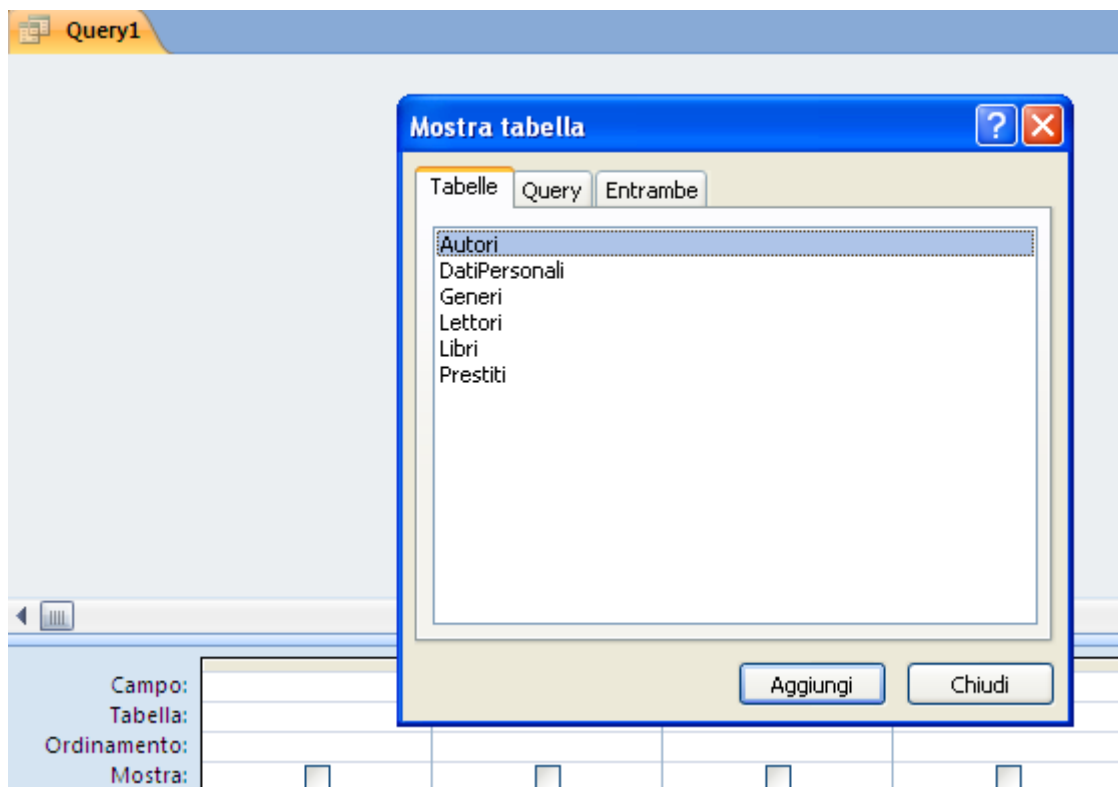 Query1
Mostra tabella
Tabelle Query Entrambe
Autori
DatiPersonali
Generi
Lettori
Libri
Prestiti
Aggiungi Chiudi
Campo:
Tabella:
Ordinamento:
Mostra: